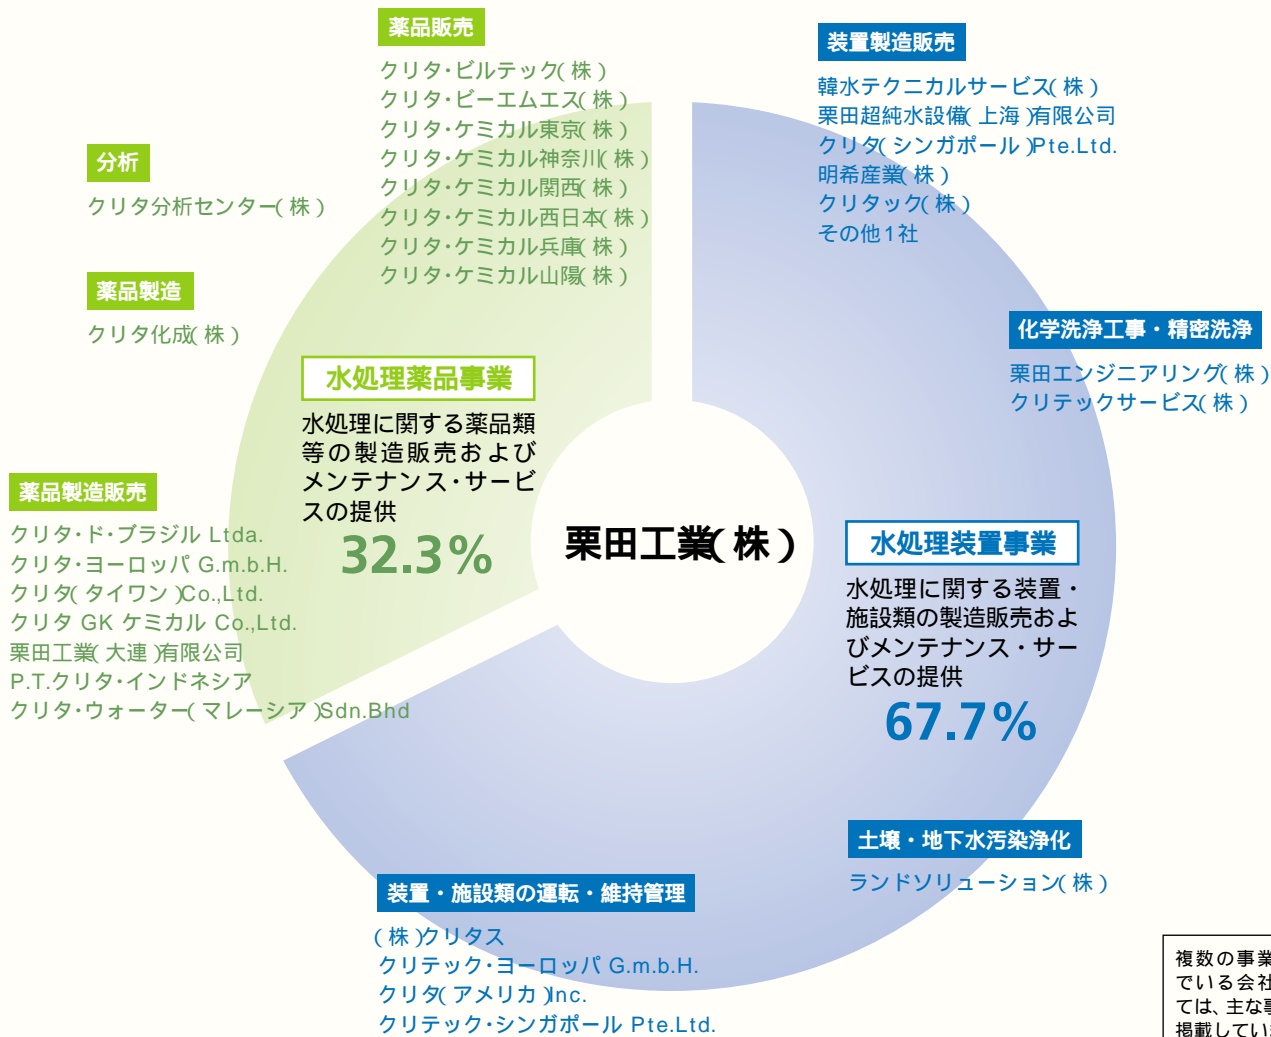 薬品販売
クリタ・ビルテック(株)
クリタ・ビーエムエス(株)
クリタ・ケミカル東京(株)
クリタ・ケミカル神奈川(株)
クリタ・ケミカル関西(株)
クリタ・ケミカル西日本(株)
クリタ・ケミカル兵庫(株)
クリタ・ケミカル山陽(株)
装置製造販売
韓水テクニカルサービス(株)
栗田超純水設備(上海)有限公司
クリタ(シンガポール)Pte.Ltd.
明希産業(株)
クリタック(株)
その他1社
分析
クリタ分析センター(株)
薬品製造
クリタ化成(株)
化学洗浄工事・精密洗浄
栗田エンジニアリング(株)
クリテックサービス(株)
水処理薬品事業
水処理に関する薬品類
等の製造販売および
メンテナンス・サービ
スの提供
32.3%
薬品製造販売
クリタ・ド・ブラジル Ltda.
クリタ・ヨーロッパ G.m.b.H.
クリタ(タイワン)Co.,Ltd.
クリタ GK ケミカル Co.,Ltd.
栗田工業(大連)有限公司
P.T.クリタ・インドネシア
クリタ・ウォーター(マレーシア)Sdn.Bhd
栗田工業(株)
水処理装置事業
水処理に関する装置・
施設類の製造販売およ
びメンテナンス・サー
ビスの提供
67.7%
土壌・地下水汚染浄化
ランドソリューション(株)
装置・施設類の運転・維持管理
(株)クリタス
クリテック・ヨーロッパ G.m.b.H.
クリタ(アメリカ)Inc.
クリテック・シンガポール Pte.Ltd.
複数の事業
でいる会社
ては、主な事
掲載してい